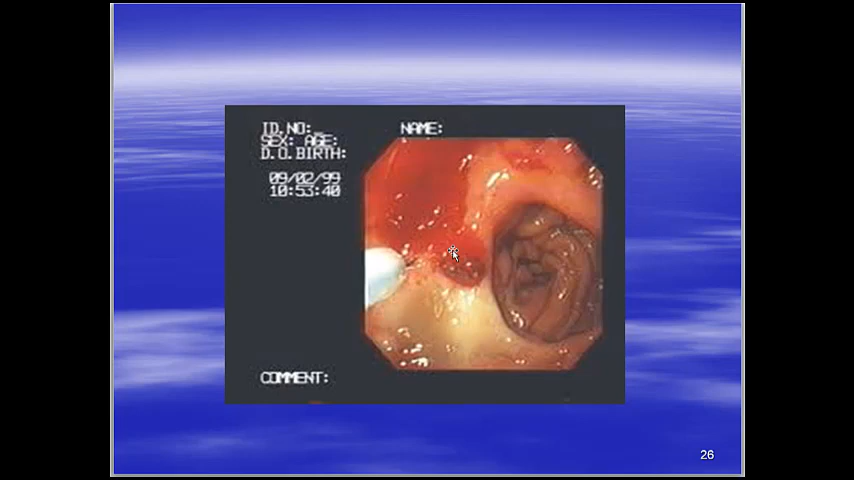 ID.NO:
NAME:
SEX: AGE:
D.O.BIRTH:
09/02/99
10:53:40
COMMENT:
26